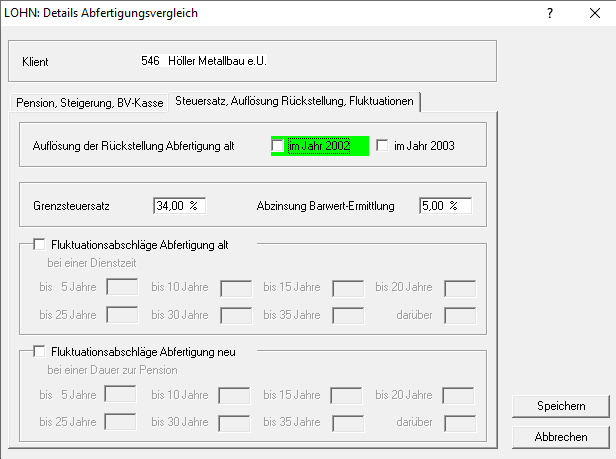 LOHN: Details Abfertigungsvergleich
Klient 546 Höller Metallbau e.U.
Pension, Steigerung, BV-Kasse Steuersatz, Auflösung Rückstellung, Fluktuationen
Auflösung der Rückstellung Abfertigung alt im Jahr 2002 im Jahr 2003
Grenzsteuersatz 34,00 % Abzinsung Barwert-Ermittlung 5,00 %
Fluktuationsabschläge Abfertigung alt
bei einer Dienstzeit
bis 5 Jahre bis 10 Jahre bis 15 Jahre bis 20 Jahre
bis 25 Jahre bis 30 Jahre bis 35 Jahre darüber
Fluktuationsabschläge Abfertigung neu
bei einer Dauer zur Pension
bis 5 Jahre bis 10 Jahre bis 15 Jahre bis 20 Jahre
bis 25 Jahre bis 30 Jahre bis 35 Jahre darüber
Speichern
Abbrechen